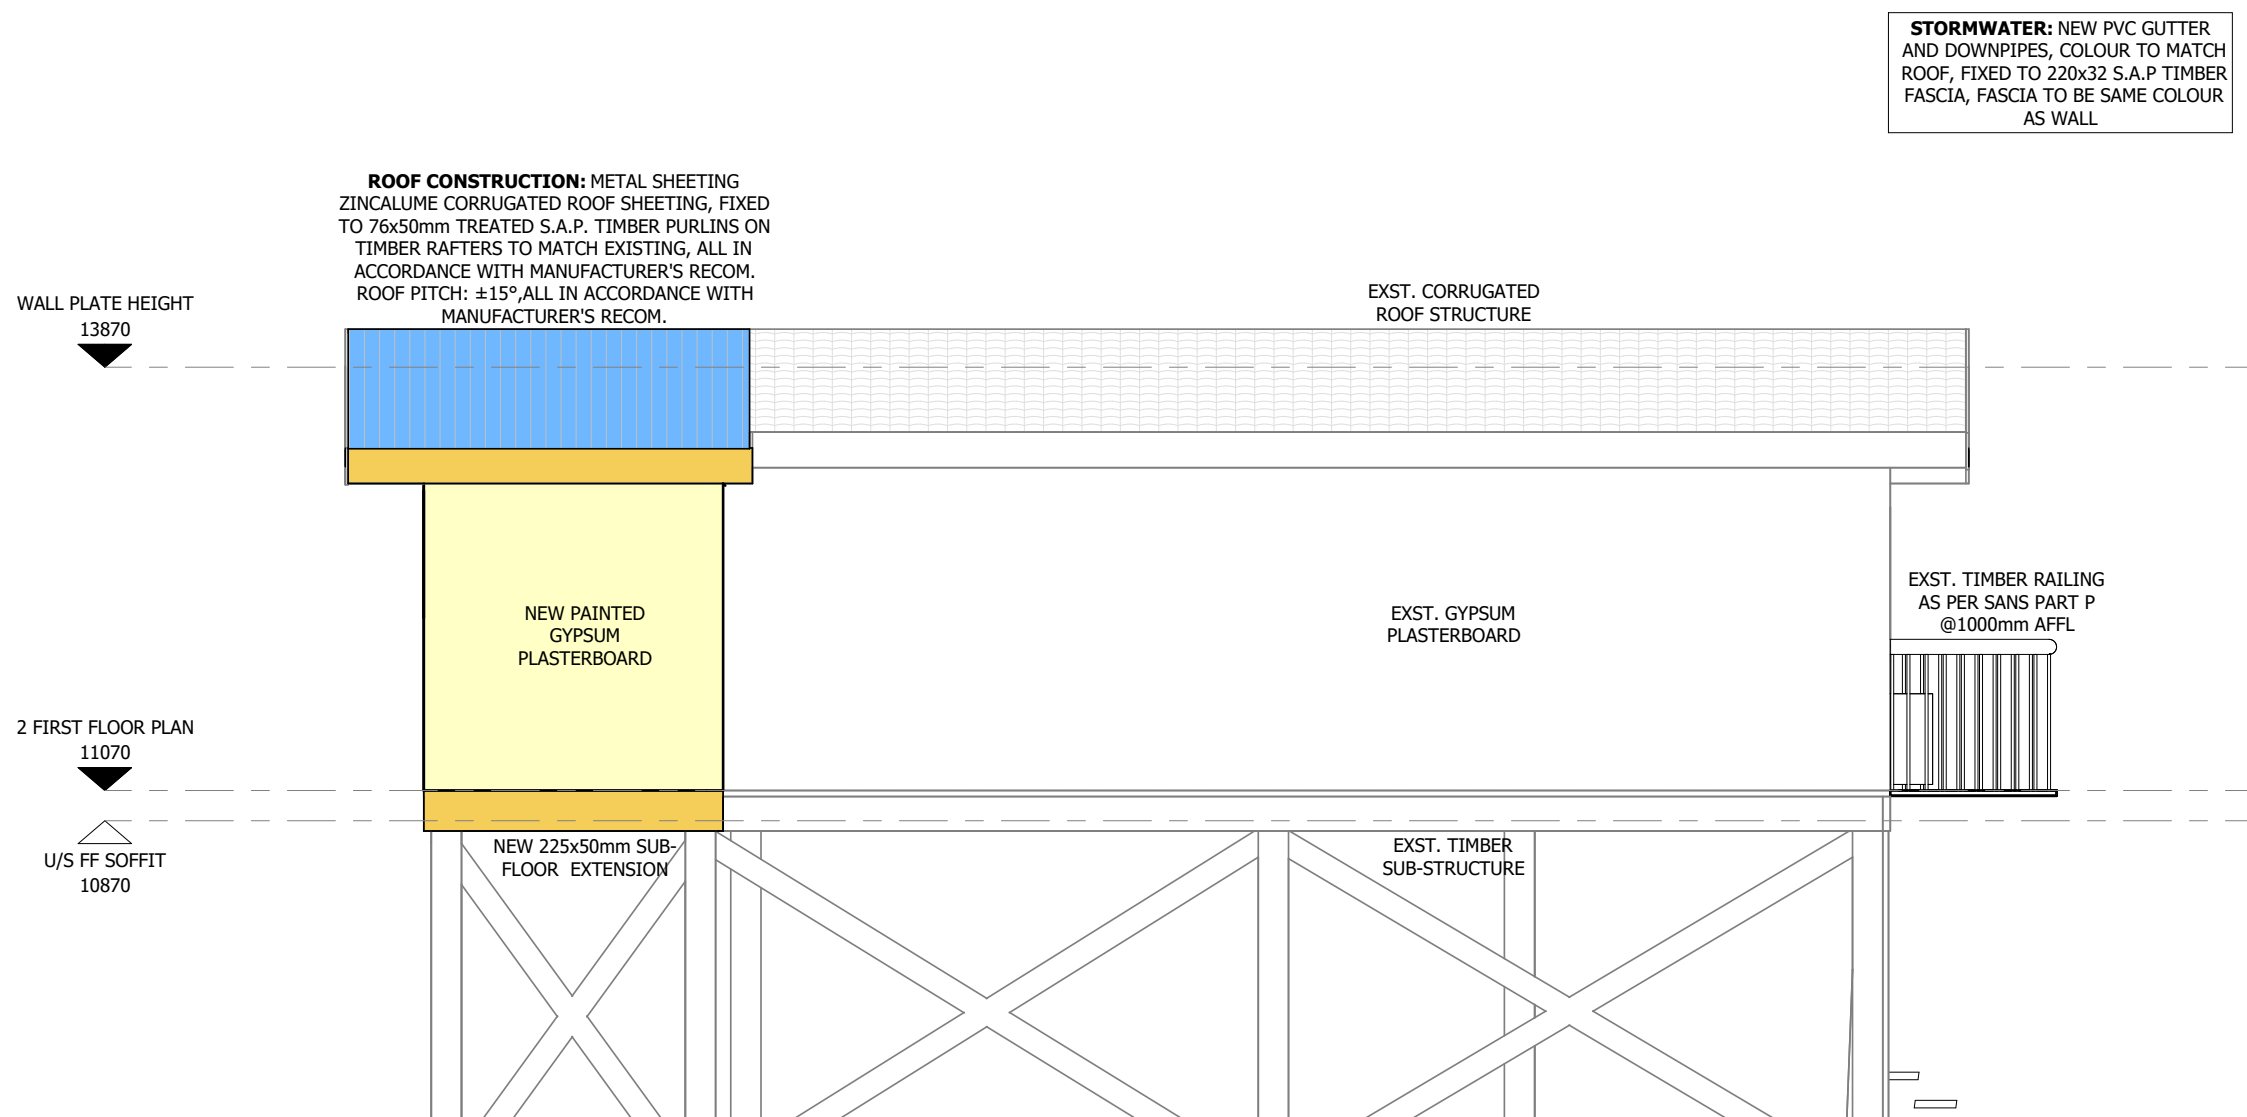 STORMWATER: NEW PVC GUTTER
AND DOWNPIPES, COLOUR TO MATCH
ROOF, FIXED TO 220x32 S.A.P TIMBER
FASCIA, FASCIA TO BE SAME COLOUR
AS WALL
ROOF CONSTRUCTION: METAL SHEETING
ZINCALUME CORRUGATED ROOF SHEETING, FIXED
TO 76x50mm TREATED S.A.P. TIMBER PURLINS ON
TIMBER RAFTERS TO MATCH EXISTING, ALL IN
ACCORDANCE WITH MANUFACTURER'S RECOM.
ROOF PITCH: ±15°,ALL IN ACCORDANCE WITH
MANUFACTURER'S RECOM.
WALL PLATE HEIGHT
13870
EXST. CORRUGATED
ROOF STRUCTURE
NEW PAINTED
GYPSUM
PLASTERBOARD
EXST. GYPSUM
PLASTERBOARD
EXST. TIMBER RAILING
AS PER SANS PART P
@1000mm AFFL
2 FIRST FLOOR PLAN
11070
U/S FF SOFFIT
10870
NEW 225x50mm SUB-
FLOOR  EXTENSION
EXST. TIMBER
SUB-STRUCTURE